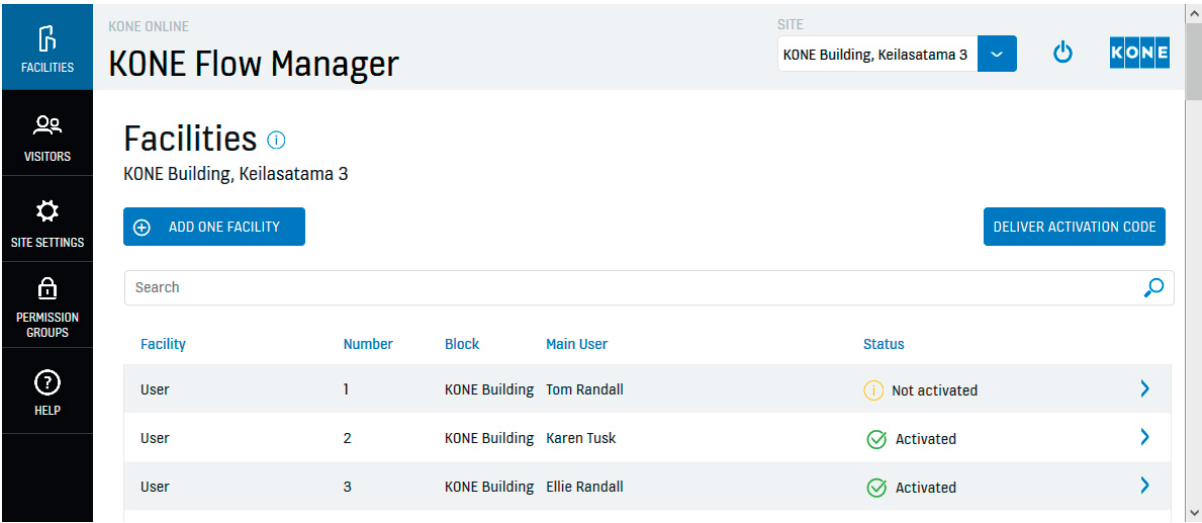 FACILITIES
VISITORS
SITE SETTINGS
PERMISSION
GROUPS
HELP
KONE ONLINE
KONE Flow Manager
SITE
KONE Building, Keilasatama 3
KONE
Facilities
KONE Building, Keilasatama 3
ADD ONE FACILITY
DELIVER ACTIVATION CODE
Search
Facility Number Block Main User Status
User 1 KONE Building Tom Randall Not activated
User 2 KONE Building Karen Tusk Activated
User 3 KONE Building Ellie Randall Activated